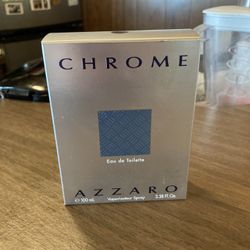 CHROME
Eau de Toilette
AZZARO
e 100 mL Vaporisateur Spray 3.38 Fl. Oz.